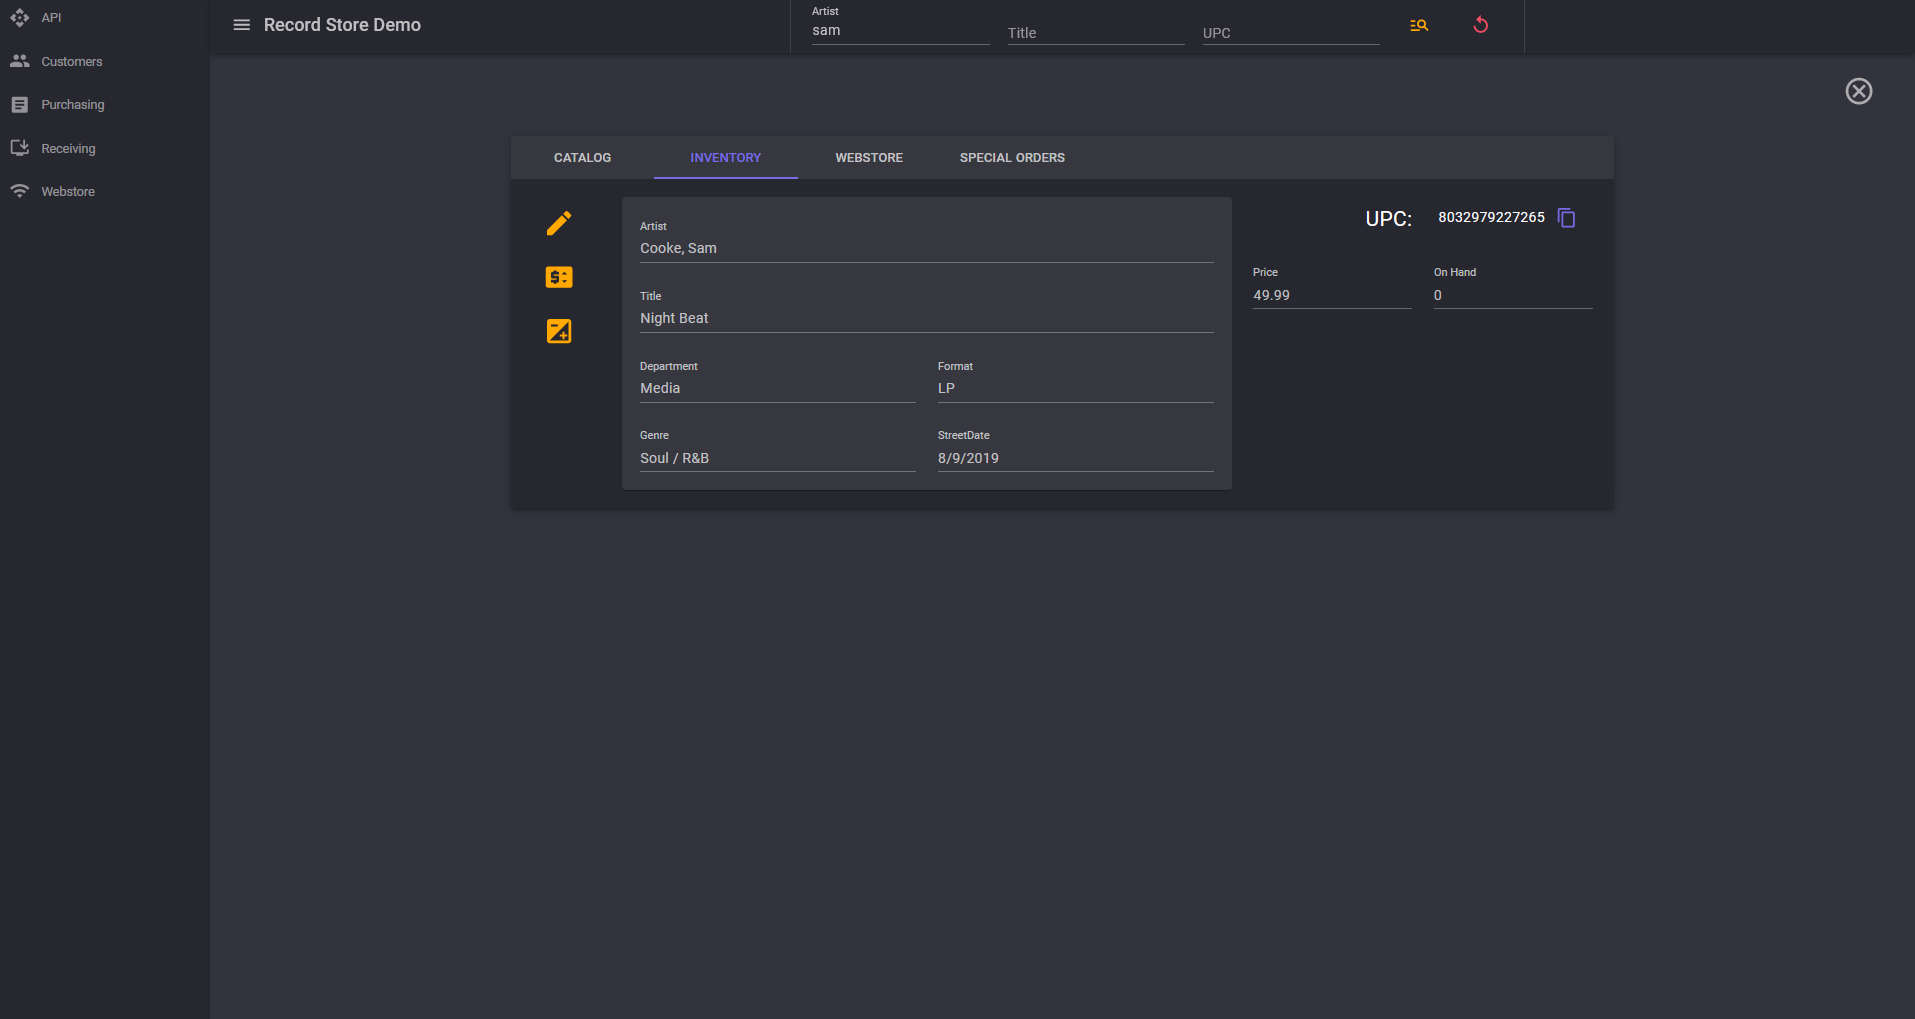 API
Customers
Purchasing
Receiving
Webstore
Record Store Demo
Artist
sam
Title
UPC
CATALOG
INVENTORY
WEBSTORE
SPECIAL ORDERS
Artist
Cooke, Sam
Title
Night Beat
Department
Media
Format
LP
Genre
Soul / R&B
StreetDate
8/9/2019
UPC: 8032979227265
Price
49.99
On Hand
0